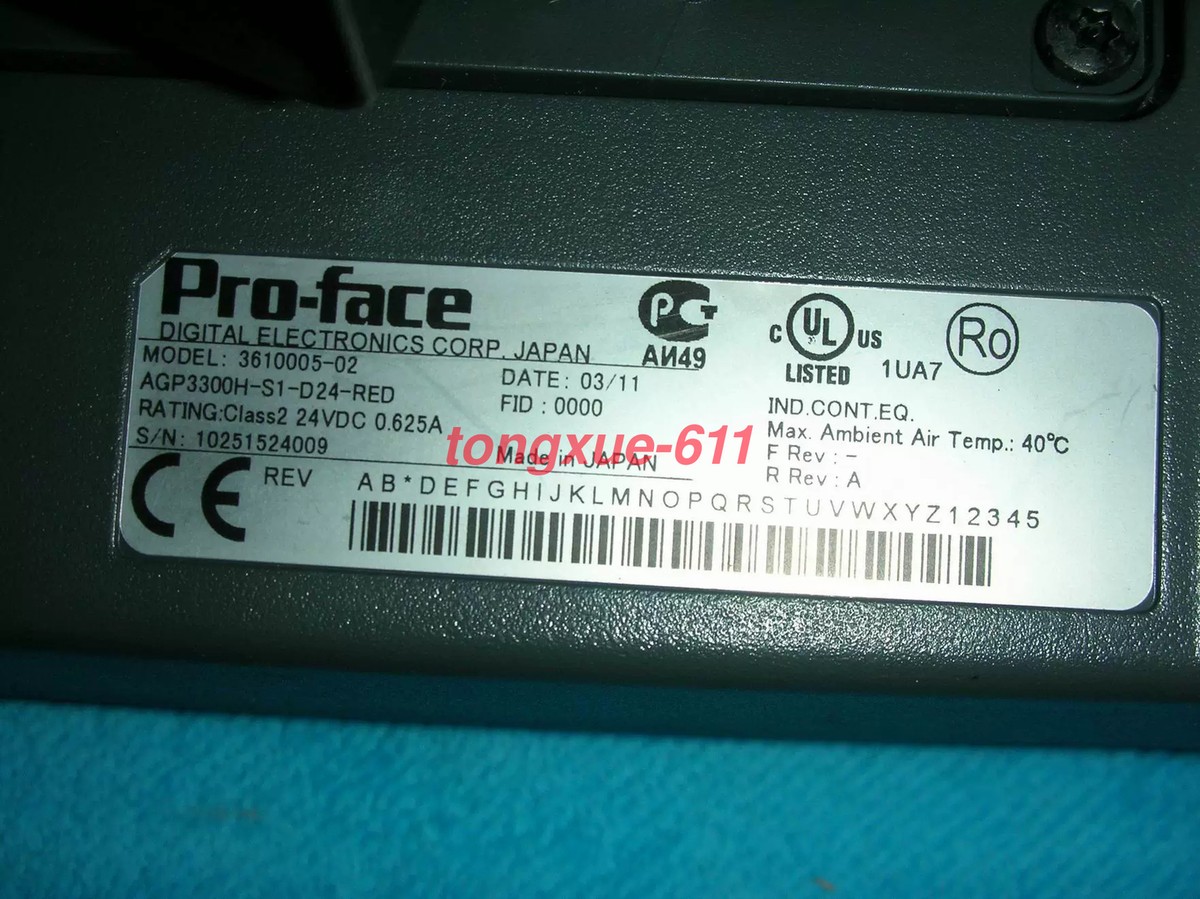 Pro-face
DIGITAL ELECTRONICS CORP. JAPAN
MODEL: 3610005-02
AGP3300H-S1-D24-RED
RATING:Class2 24VDC 0.625A
S/N: 10251524009
DATE: 03/11
FID : 0000
Made in JAPAN
РСТ
АИ49
C UL US
LISTED
1UA7
Ro
IND.CONT.EQ.
Max. Ambient Air Temp.: 40°C
F Rev : -
R Rev : A
tongxue-611
CE
REV
AB*DEFGHIJKLMNOPQRSTUVWXYZ12345